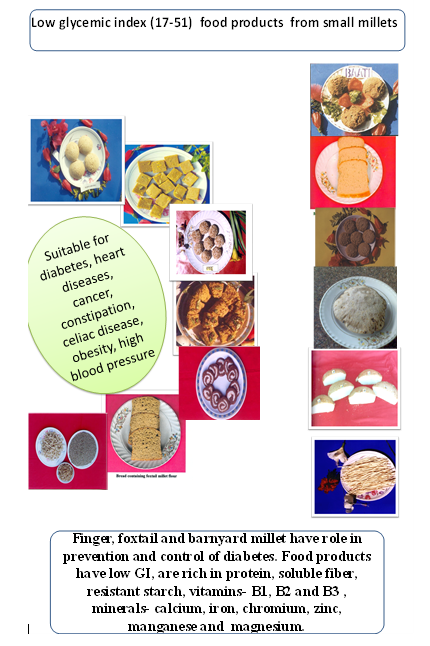 Low glycemic index (17-51) food products from small millets
BAATI
Suitable for
diabetes, heart
diseases,
cancer,
constipation,
celiac disease,
obesity, high
blood pressure
Bread containing foxtail millet flour
Finger, foxtail and barnyard millet have role in
prevention and control of diabetes. Food products
have low GI, are rich in protein, soluble fiber,
resistant starch, vitamins- B1, B2 and B3 ,
minerals- calcium, iron, chromium, zinc,
manganese and magnesium.